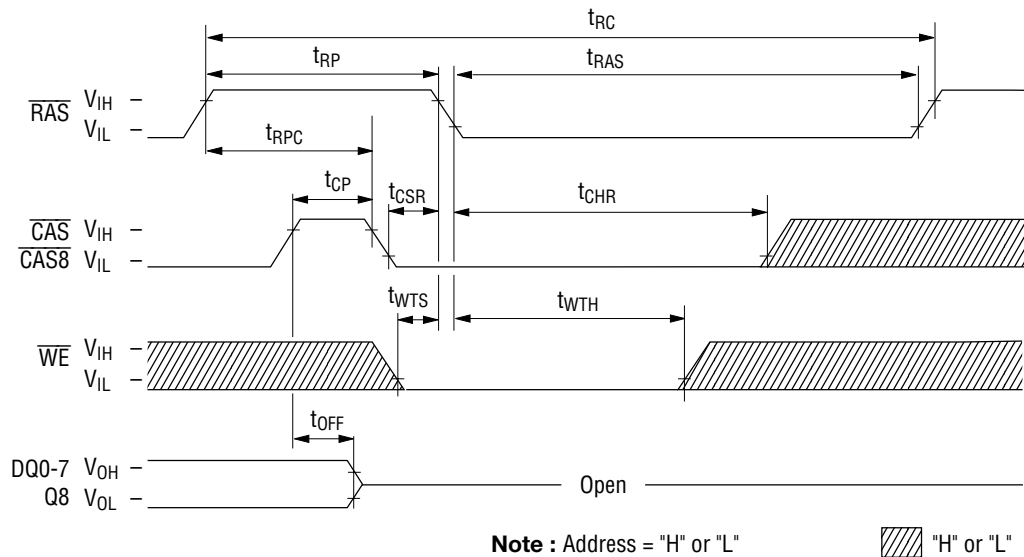 tRC
tRP
tRAS
RAS VIH
VIL
tRPC
tCP
tCSR
tCHR
CAS VIH
CAS8 VIL
tWTS
tWTH
WE VIH
VIL
tOFF
DQ0-7 VOH
Q8 VOL
Open
Note : Address = "H" or "L"
"H" or "L"